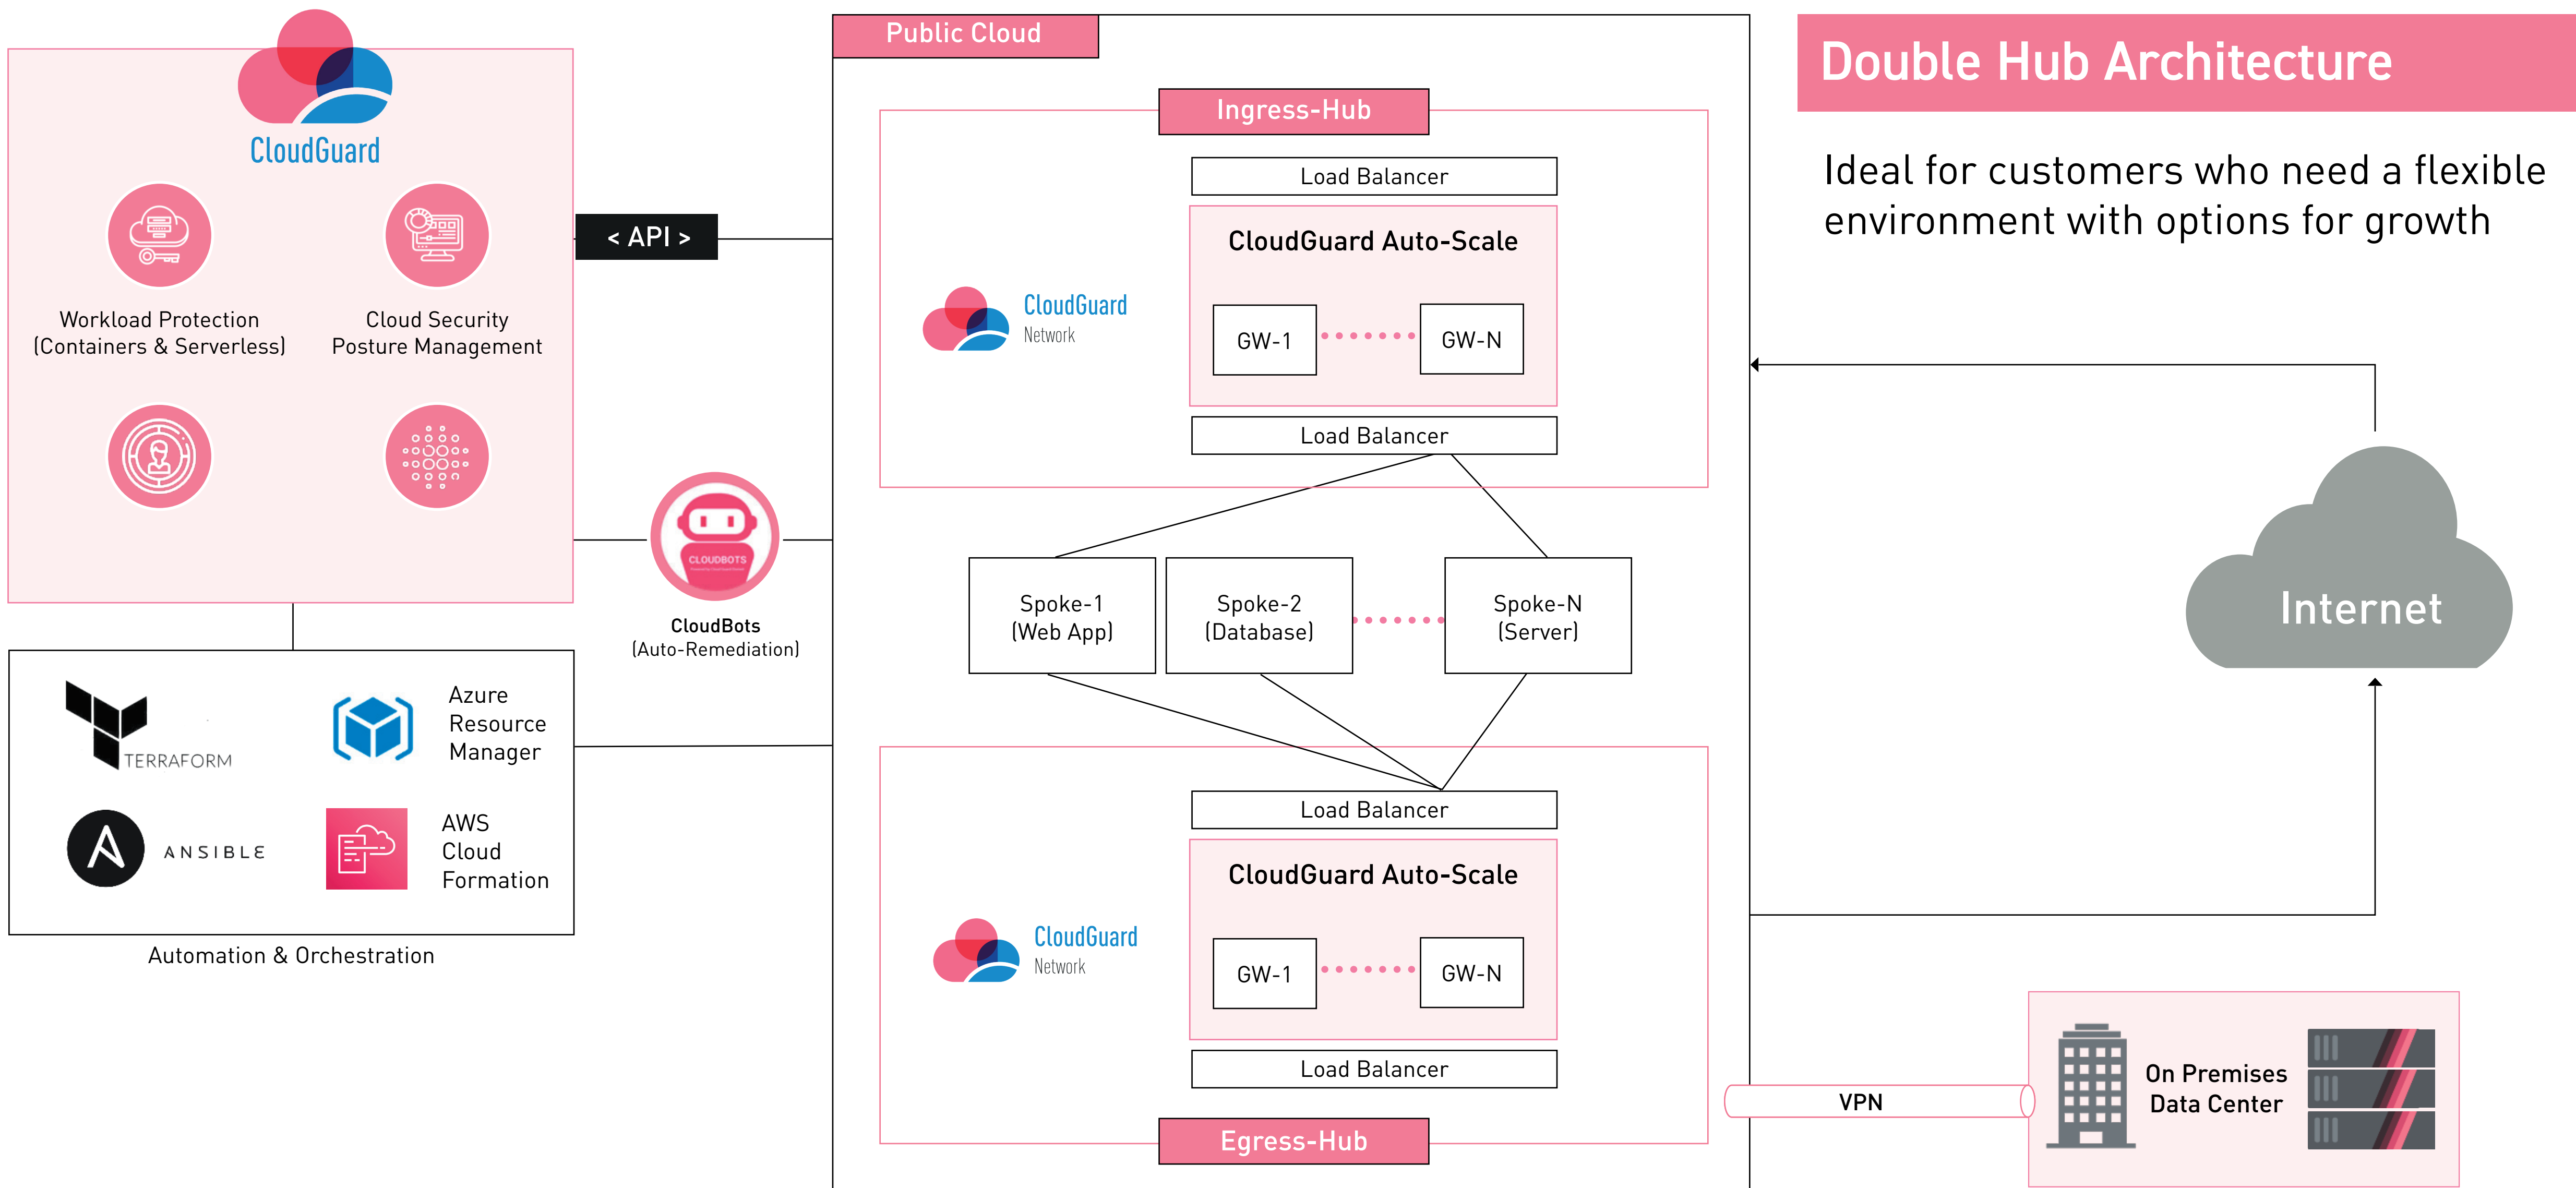 CloudGuard
Workload Protection
(Containers & Serverless)
Cloud Security
Posture Management
< API >
CLOUDBOTS
CloudBots
(Auto-Remediation)
TERRAFORM
Azure
Resource
Manager
ANSIBLE
AWS
Cloud
Formation
Automation & Orchestration
Public Cloud
Ingress-Hub
Load Balancer
CloudGuard Auto-Scale
CloudGuard
Network
GW-1
GW-N
Load Balancer
Spoke-1
(Web App)
Spoke-2
(Database)
Spoke-N
(Server)
Load Balancer
CloudGuard Auto-Scale
CloudGuard
Network
GW-1
GW-N
Load Balancer
Egress-Hub
Double Hub Architecture
Ideal for customers who need a flexible
environment with options for growth
Internet
VPN
On Premises
Data Center